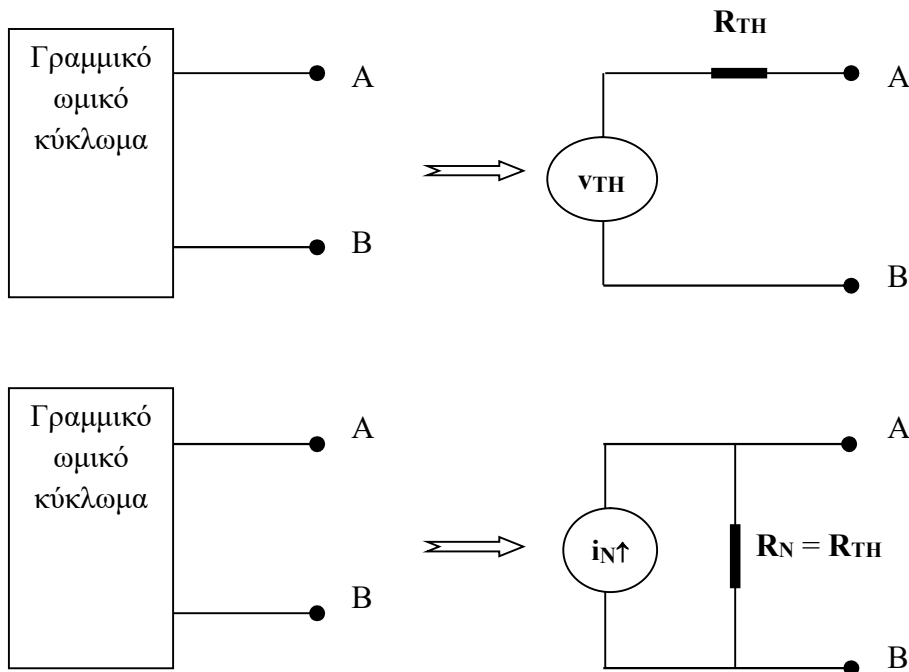 RTH
Γραμμικό
ωμικό
κύκλωμα
A
A
vTH
B
B
Γραμμικό
ωμικό
κύκλωμα
A
A
iN↑
RN = RTH
B
B